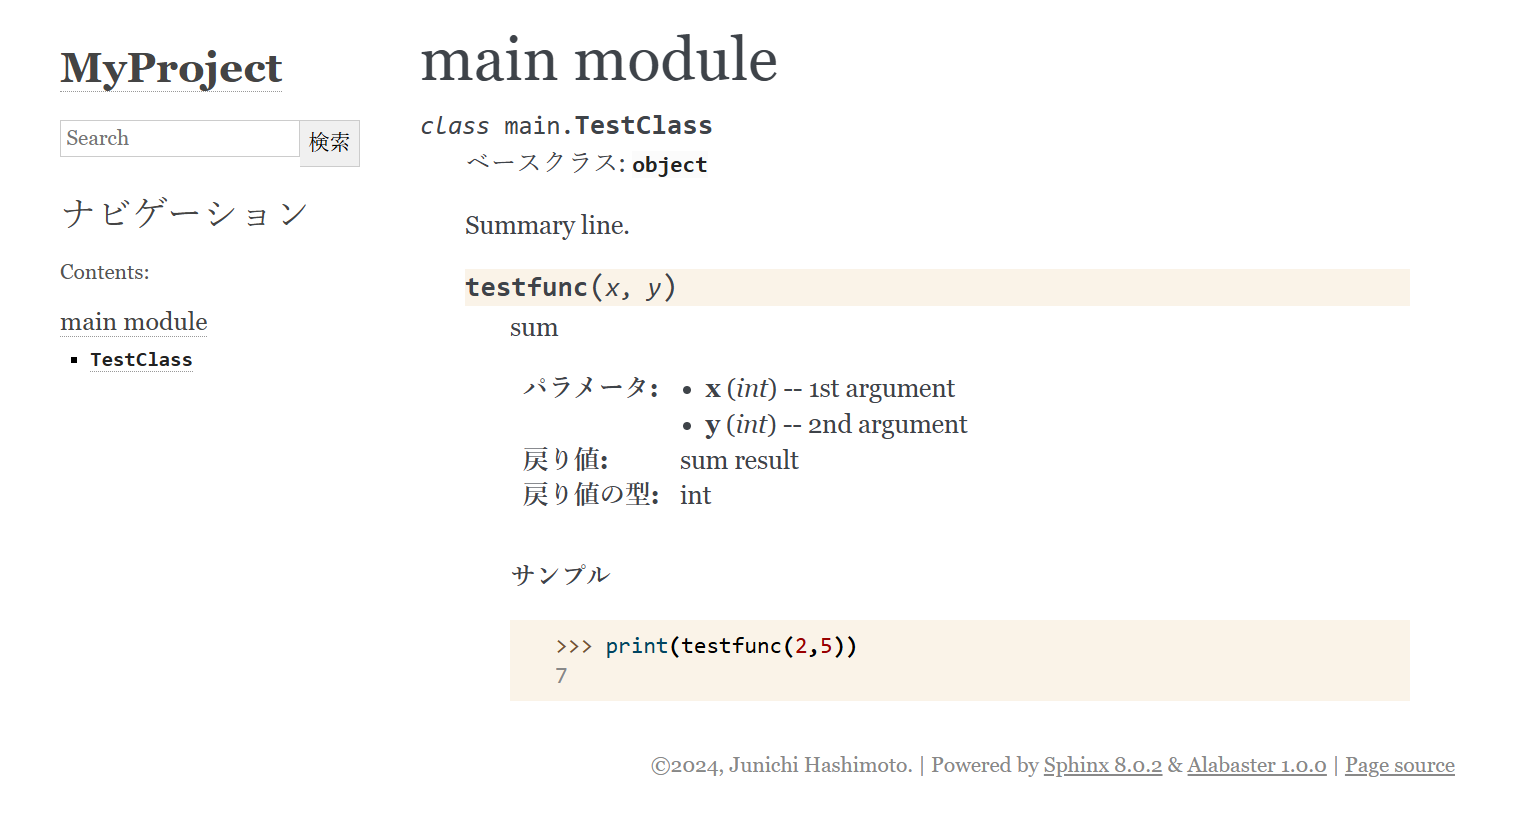 MyProject
Search
検索
ナビゲーション
Contents:
main module
TestClass
main module
class main.TestClass
ベースクラス: object
Summary line.
testfunc(x, y)
sum
パラメータ:
• x (int) -- 1st argument
• y (int) -- 2nd argument
戻り値: sum result
戻り値の型: int
サンプル
>>> print(testfunc(2,5))
7
©2024, Junichi Hashimoto. | Powered by Sphinx 8.0.2 & Alabaster 1.0.0 | Page source